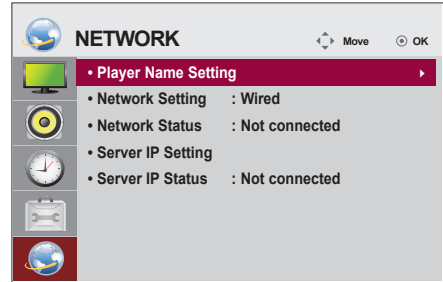 NETWORK Move OK
• Player Name Setting
• Network Setting : Wired
• Network Status : Not connected
• Server IP Setting
• Server IP Status : Not connected